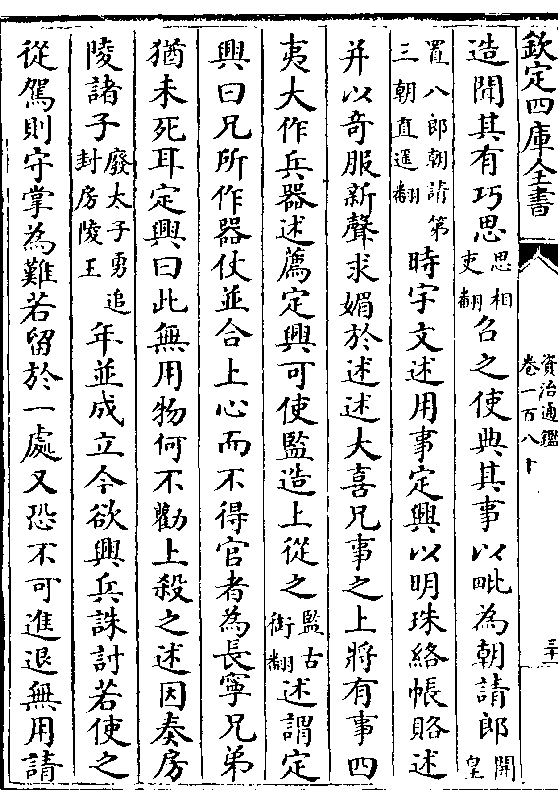 欽定四庫全書
資治通鑑
卷一百八十
三十一
造聞其有巧思思相吏翻召之使典其事以毗為朝請郎開皇
置八郎朝請第三朝直遥翻時宇文述用事定興以明珠絡帳賂述
并以奇服新聲求媚於述述大喜兄事之上將有事四
夷大作兵器述薦定興可使監造上從之監古銜翻述謂定
興曰兄所作器仗並合上心而不得官者為長寧兄弟
猶未死耳定興曰此無用物何不勸上殺之述因奏房
陵諸子廢太子勇追封房陵王年並成立今欲興兵誅討若使之
從駕則守掌為難若留於一處又恐不可進退無用請